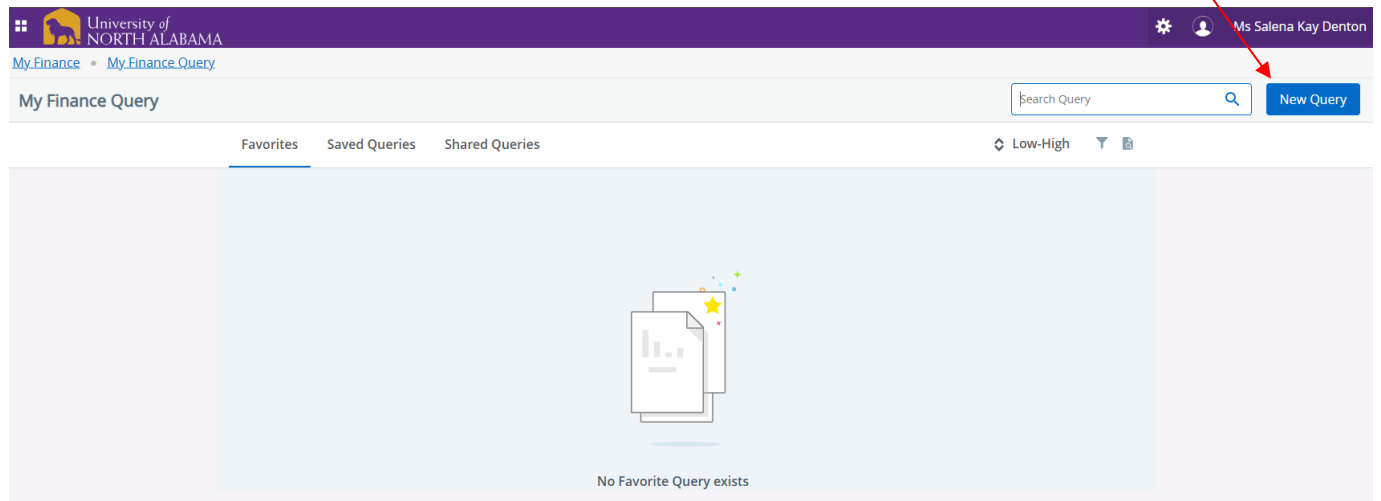 University of
NORTH ALABAMA
Ms Salena Kay Denton
My Finance • My Finance Query
My Finance Query
Search Query
New Query
Favorites Saved Queries Shared Queries
Low-High
No Favorite Query exists